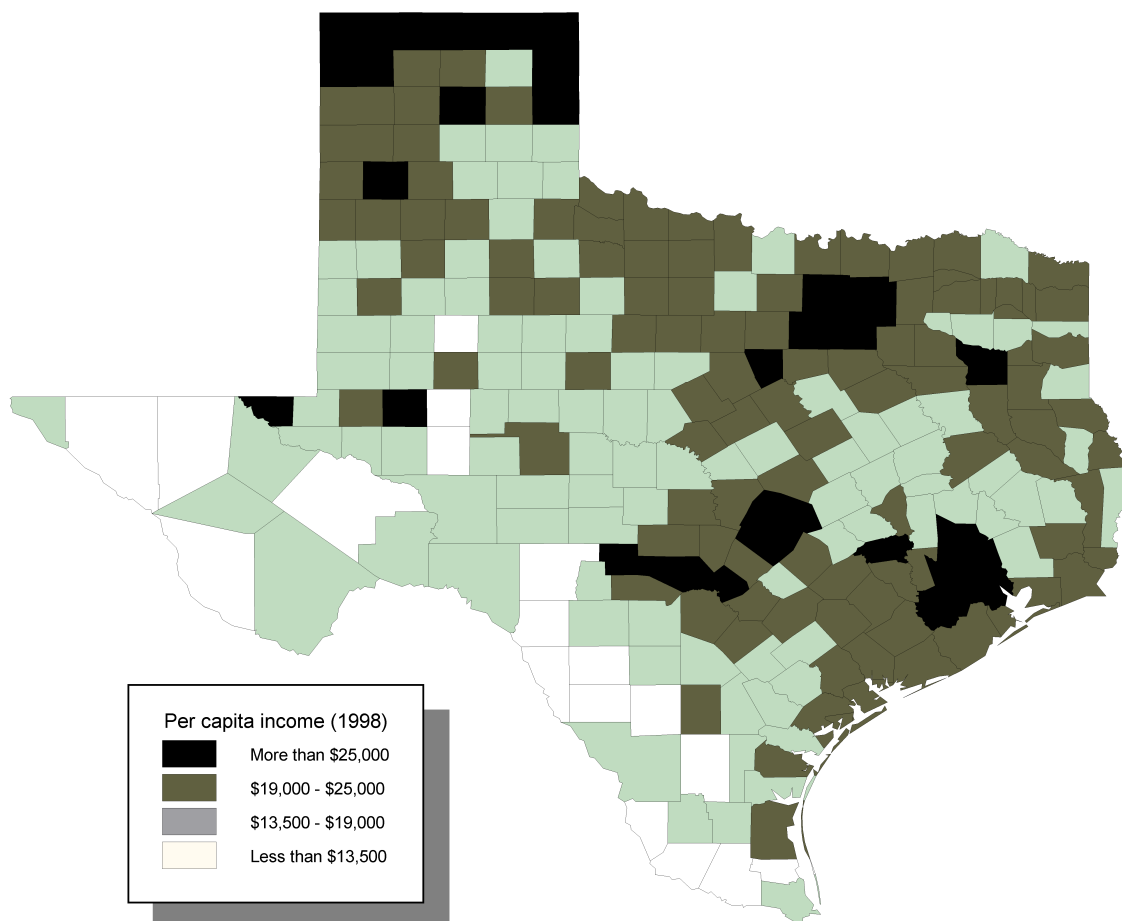 Per capita income (1998)
More than $25,000
$19,000 - $25,000
$13,500 - $19,000
Less than $13,500